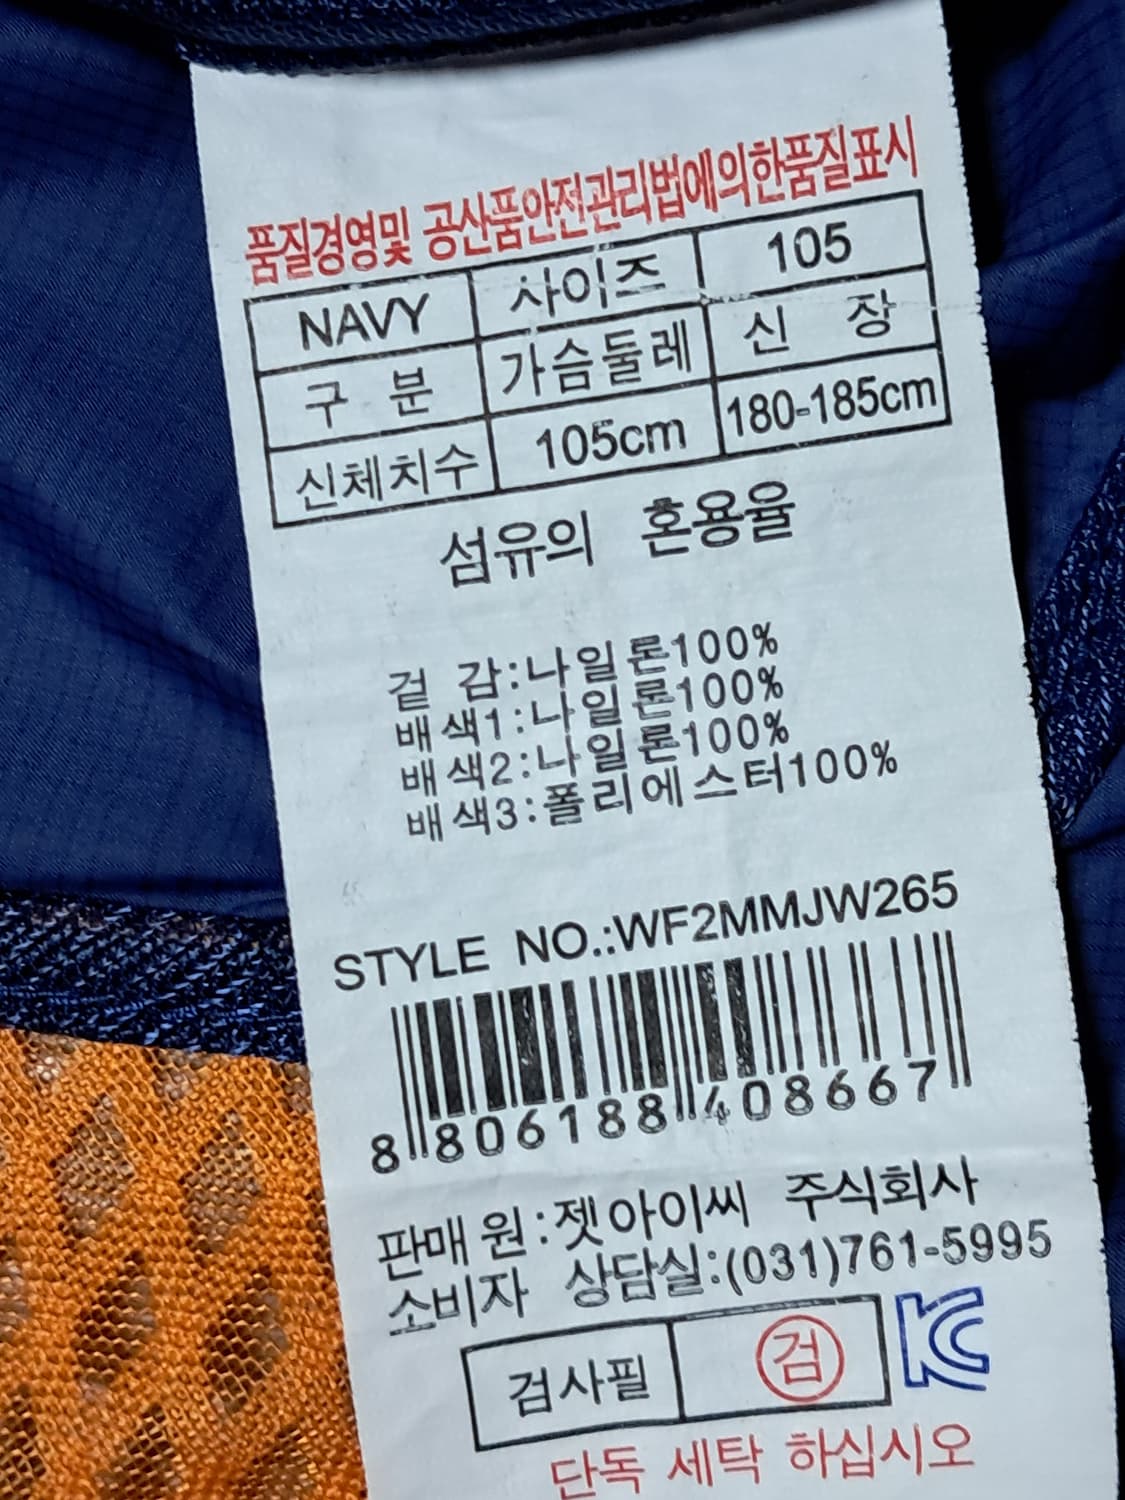 품질경영및 공산품안전관리법에의한품질표시
NAVY 사이즈 105
구 분 가슴둘레 신 장
신체치수 105cm 180-185cm
섬유의 혼용율
겉 감:나일론100%
배색1:나일론100%
배색2:나일론100%
배색3:폴리에스터100%
STYLE NO.:WF2MMJW265
8 806188 408667
판매원:젯아이씨 주식회사
소비자 상담실:(031)761-5995
검사필 검 KC
단독 세탁 하십시오